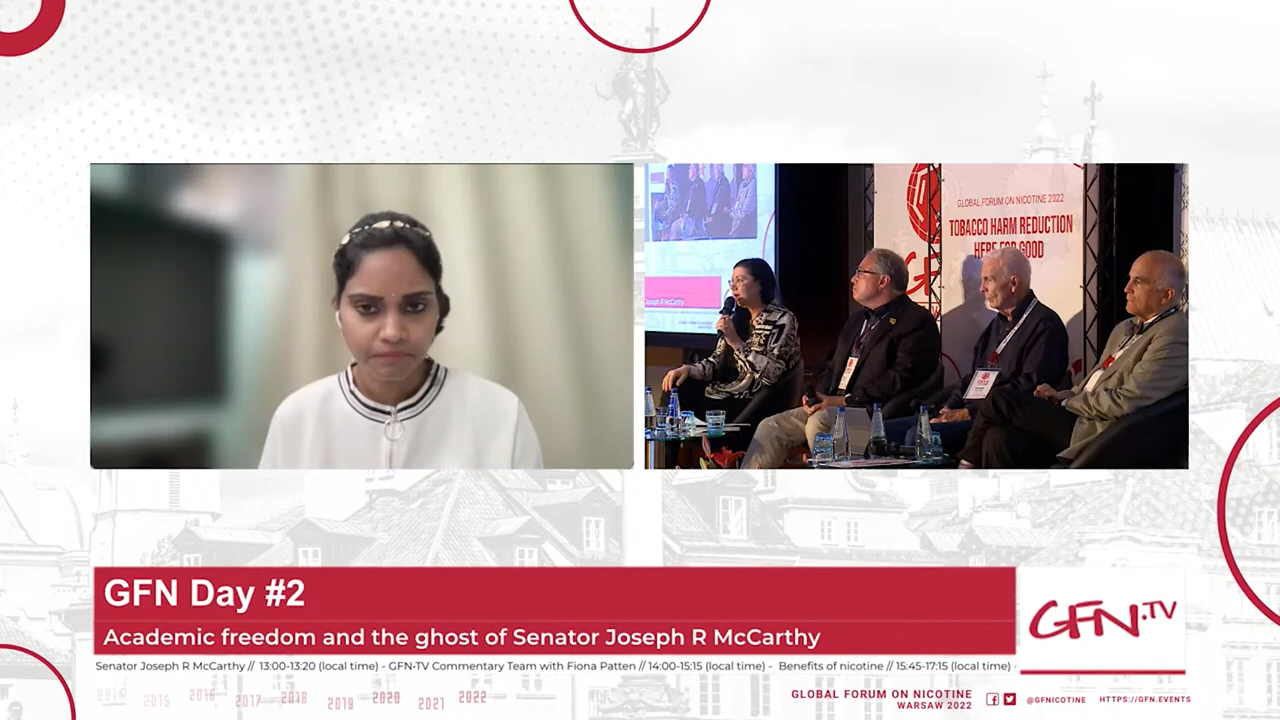 GLOBAL FORUM ON NICOTINE 2022
TOBACCO HARM REDUCTION
HERE FOR GOOD
GFN Day #2
Academic freedom and the ghost of Senator Joseph R McCarthy
GFN.TV
Senator Joseph R McCarthy // 13:00-13:20 (local time) - GFN-TV Commentary Team with Fiona Patten // 14:00-15:15 (local time) - Benefits of nicotine // 15:45-17:15 (local time) -
2014 2015 2016 2017 2018 2019 2020 2021 2022
GLOBAL FORUM ON NICOTINE
WARSAW 2022
@GFNICOTINE
HTTPS://GFN.EVENTS